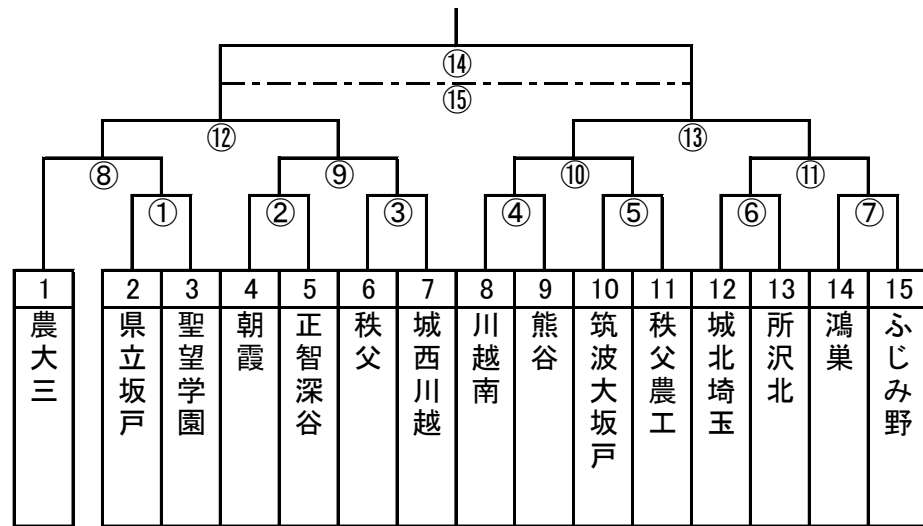 ⑭
⑮
⑫ ⑬
⑧ ⑨ ⑩ ⑪
① ② ③ ④ ⑤ ⑥ ⑦
1 2 3 4 5 6 7 8 9 10 11 12 13 14 15
農大三
県立坂戸
聖望学園
朝霞
正智深谷
秩父
城西川越
川越南
熊谷
筑波大坂戸
秩父農工
城北埼玉
所沢北
鴻巣
ふじみ野